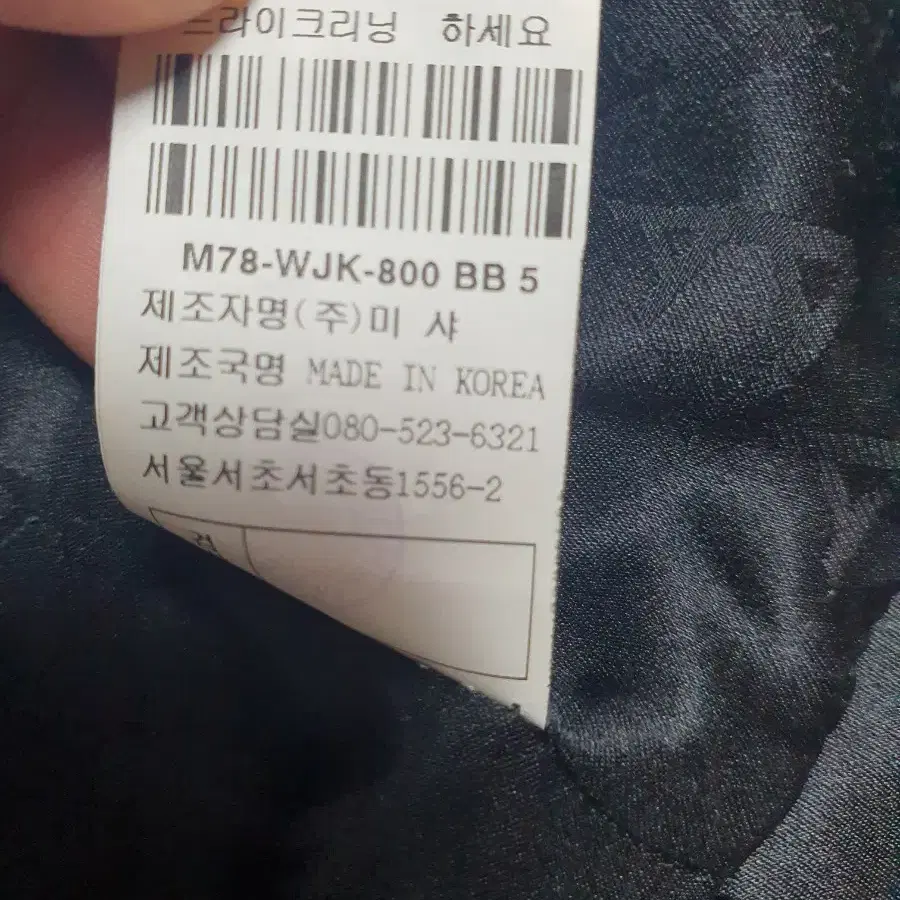 드라이크리닝 하세요
M78-WJK-800 BB 5
제조자명(주)미 샤
제조국명 MADE IN KOREA
고객상담실080-523-6321
서울서초서초동1556-2